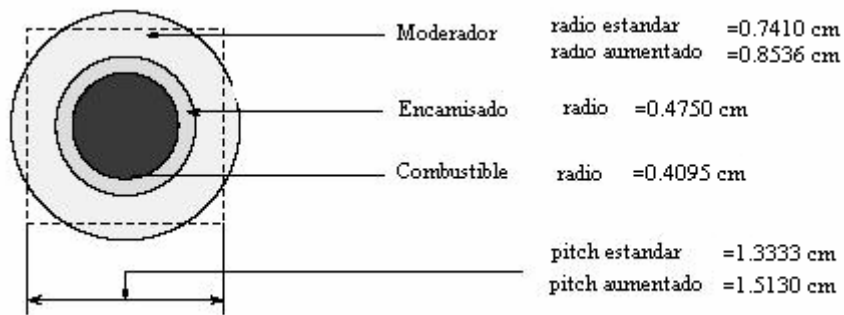 Moderador radio estandar =0.7410 cm
radio aumentado =0.8536 cm
Encamisado radio =0.4750 cm
Combustible radio =0.4095 cm
pitch estandar =1.3333 cm
pitch aumentado =1.5130 cm